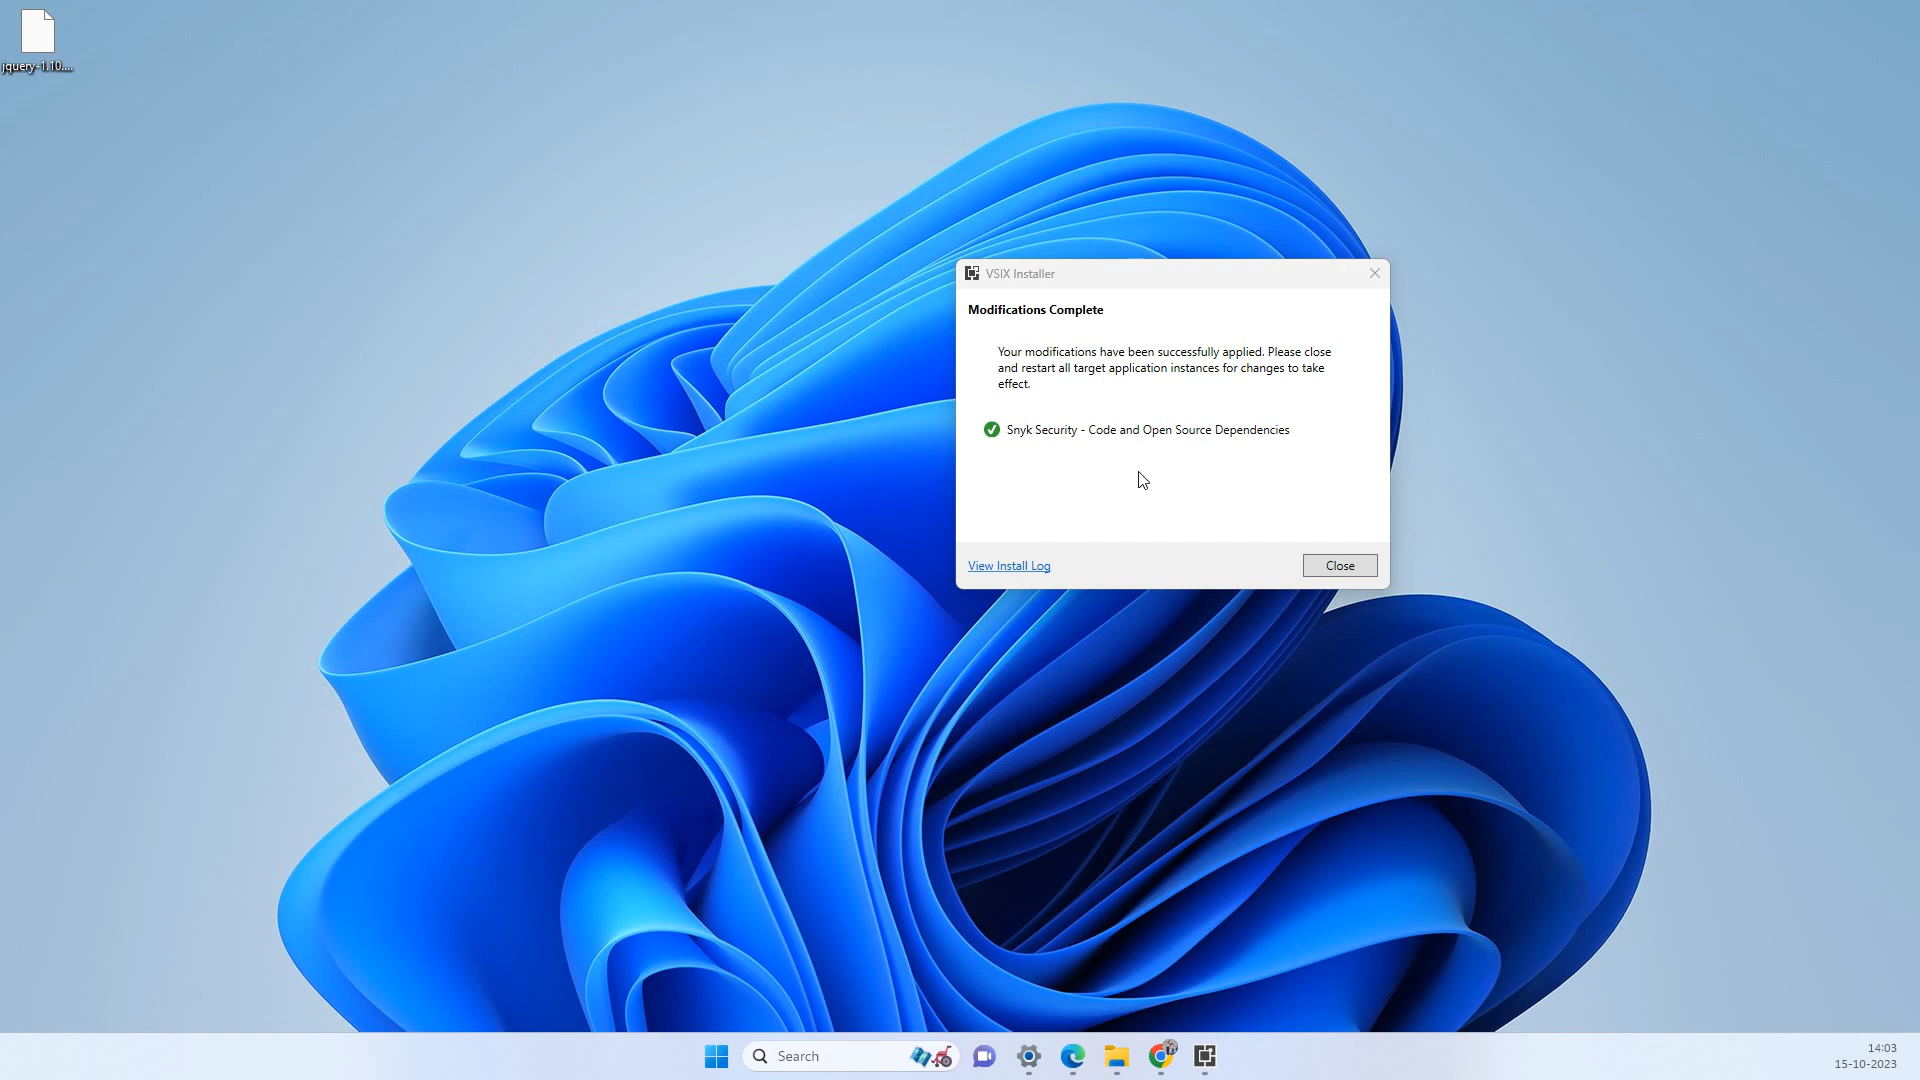 jquery-1.10....
VSIX Installer
Modifications Complete
Your modifications have been successfully applied. Please close
and restart all target application instances for changes to take
effect.
Snyk Security - Code and Open Source Dependencies
View Install Log
Close
Search
14:03
15-10-2023